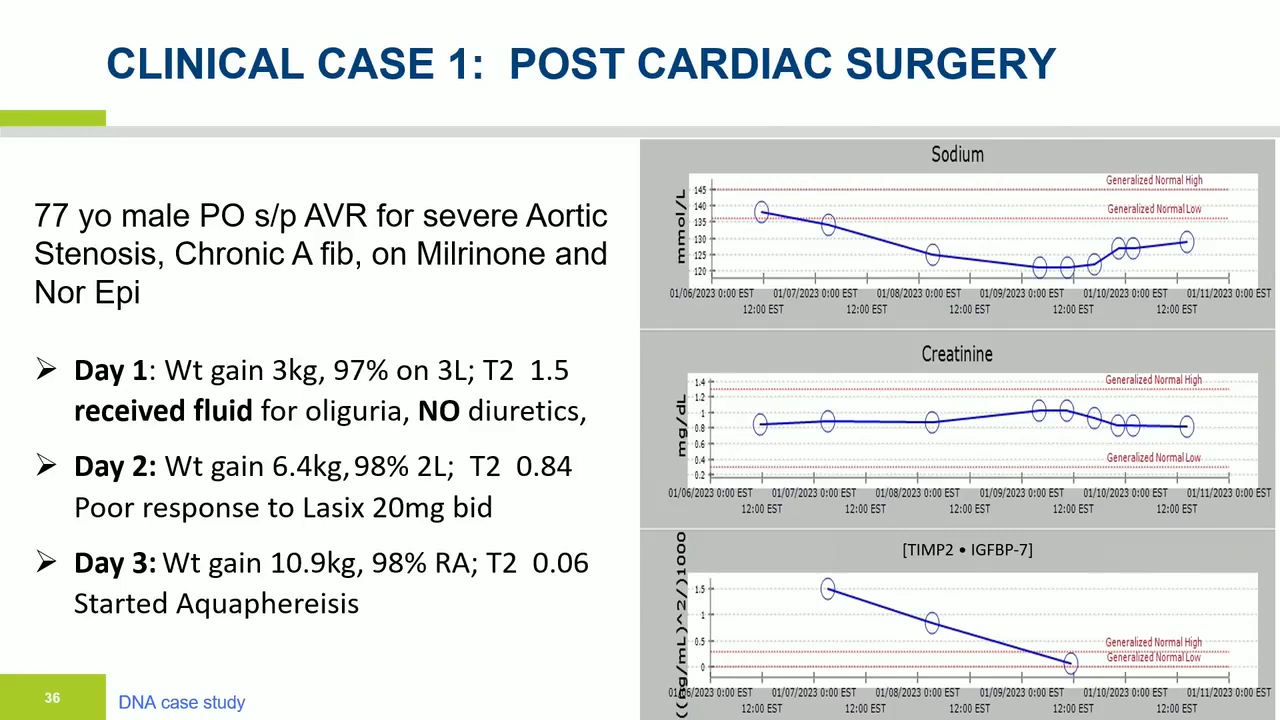 CLINICAL CASE 1: POST CARDIAC SURGERY
77 yo male PO s/p AVR for severe Aortic
Stenosis, Chronic A fib, on Milrinone and
Nor Epi
➢ Day 1: Wt gain 3kg, 97% on 3L; T2 1.5
received fluid for oliguria, NO diuretics,
➢ Day 2: Wt gain 6.4kg, 98% 2L; T2 0.84
Poor response to Lasix 20mg bid
➢ Day 3: Wt gain 10.9kg, 98% RA; T2 0.06
Started Aquaphereisis
Sodium
mmol/L
145
140
135
130
125
120
Generalized Normal High
Generalized Normal Low
01/06/2023 0:00 EST 01/07/2023 0:00 EST 01/08/2023 0:00 EST 01/09/2023 0:00 EST 01/10/2023 0:00 EST 01/11/2023 0:00 EST
12:00 EST 12:00 EST 12:00 EST 12:00 EST 12:00 EST
Creatinine
mg/dL
1.4
1.2
1
0.8
0.6
0.4
0.2
Generalized Normal High
Generalized Normal Low
01/06/2023 0:00 EST 01/07/2023 0:00 EST 01/08/2023 0:00 EST 01/09/2023 0:00 EST 01/10/2023 0:00 EST 01/11/2023 0:00 EST
12:00 EST 12:00 EST 12:00 EST 12:00 EST 12:00 EST
[TIMP2 • IGFBP-7]
((ng/mL)^2/)1000
1.5
1
0.5
0
Generalized Normal High
Generalized Normal Low
01/06/2023 0:00 EST 01/07/2023 0:00 EST 01/08/2023 0:00 EST 01/09/2023 0:00 EST 01/10/2023 0:00 EST 01/11/2023 0:00 EST
12:00 EST 12:00 EST 12:00 EST 12:00 EST 12:00 EST
36
DNA case study